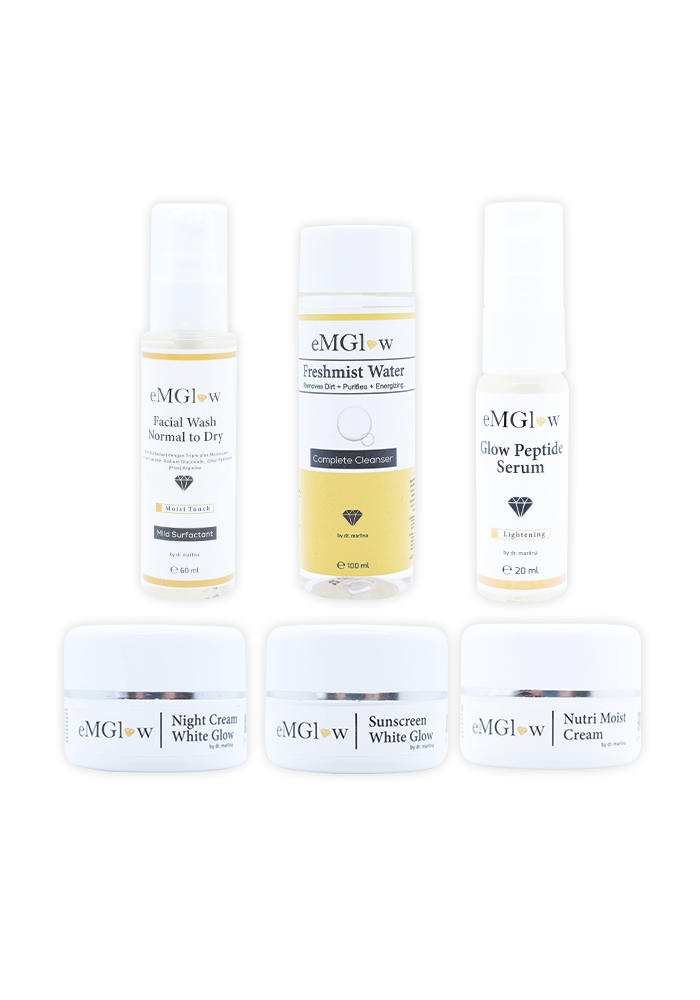 eMGlow
Facial Wash
Normal to Dry
Moist Touch
Mild Surfactant
by dr. marlina
℮ 60 ml
eMGlow
Freshmist Water
Removes Dirt + Purifies + Energizing.
Complete Cleanser
by dr. marlina
℮ 100 ml
eMGlow
Glow Peptide
Serum
Lightening
by dr. marlina
℮ 20 ml
eMGlow
Night Cream
White Glow
by dr. marlina
eMGlow
Sunscreen
White Glow
by dr. marlina
eMGlow
Nutri Moist
Cream
by dr. marlina